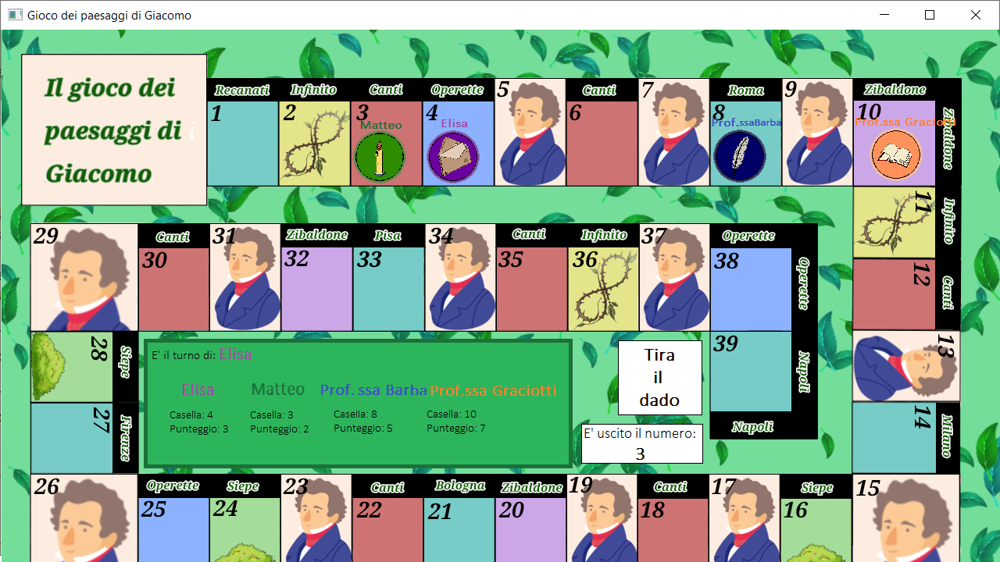 Gioco dei paesaggi di Giacomo
Il gioco dei
paesaggi di i
Giacomo
Recanati
1
Infinito
2
Canti
3
Matteo
Operette
4
Elisa
5
Canti
6
7
Roma
8
Prof.ssaBarba
9
Zibaldone
10
Prof.ssa Graciotti
Zibaldone
11
Infinito
12
Canti
13
14
Milano
15
Siepe
16
17
Canti
18
19
Zibaldone
20
Bologna
21
Canti
22
23
Siepe
24
Operette
25
26
27
Firenze
28
Siepe
29
Canti
30
31
Zibaldone
32
Pisa
33
34
Canti
35
Infinito
36
37
Operette
38
Operette
39
Napoli
Napoli
E' il turno di: Elisa
Elisa Matteo Prof. ssa Barba Prof.ssa Graciotti
Casella: 4 Casella: 3 Casella: 8 Casella: 10
Punteggio: 3 Punteggio: 2 Punteggio: 5 Punteggio: 7
Tira
il
dado
E' uscito il numero:
3